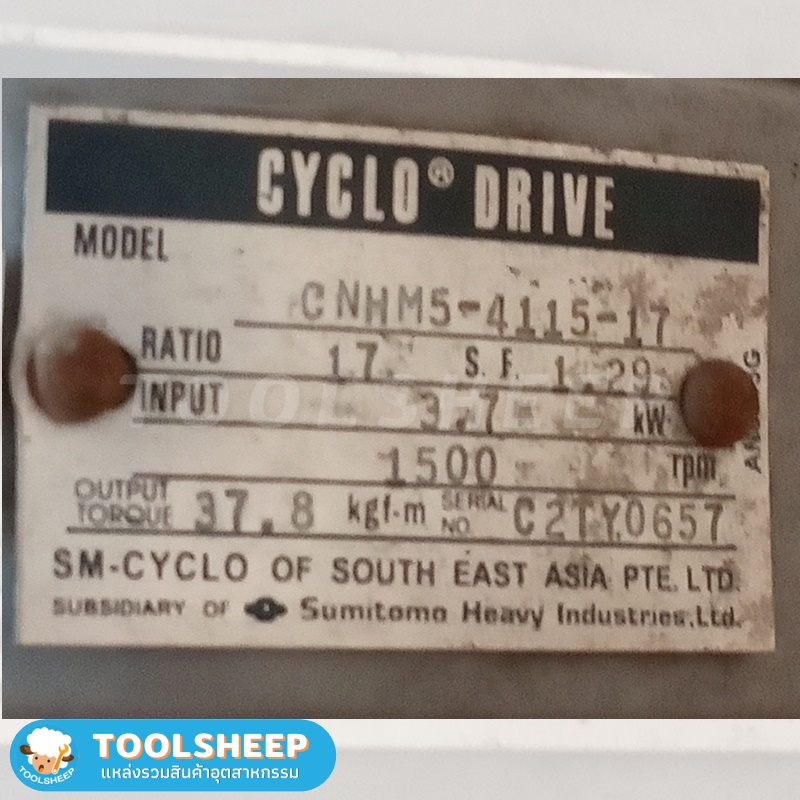 CYCLO® DRIVE
MODEL
CNHM5-4115-17
RATIO 17 S. F. 1.29
INPUT 3.7 kW
1500 rpm
OUTPUT TORQUE 37.8 kgf-m SERIAL NO. C2TY0657
SM-CYCLO OF SOUTH EAST ASIA PTE. LTD.
SUBSIDIARY OF Sumitomo Heavy Industries, Ltd.
TOOLSHEEP
TOOLSHEEP
แหล่งรวมสินค้าอุตสาหกรรม
TOOLSHEEP